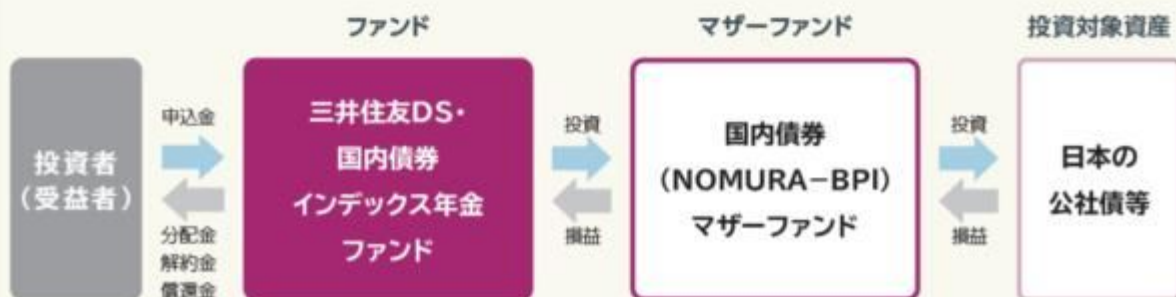 ファンド
マザーファンド
投資対象資産
投資者
(受益者)
申込金
分配金
解約金
償還金
三井住友DS・
国内債券
インデックス年金
ファンド
投資
損益
国内債券
(NOMURA−BPI)
マザーファンド
投資
損益
日本の
公社債等